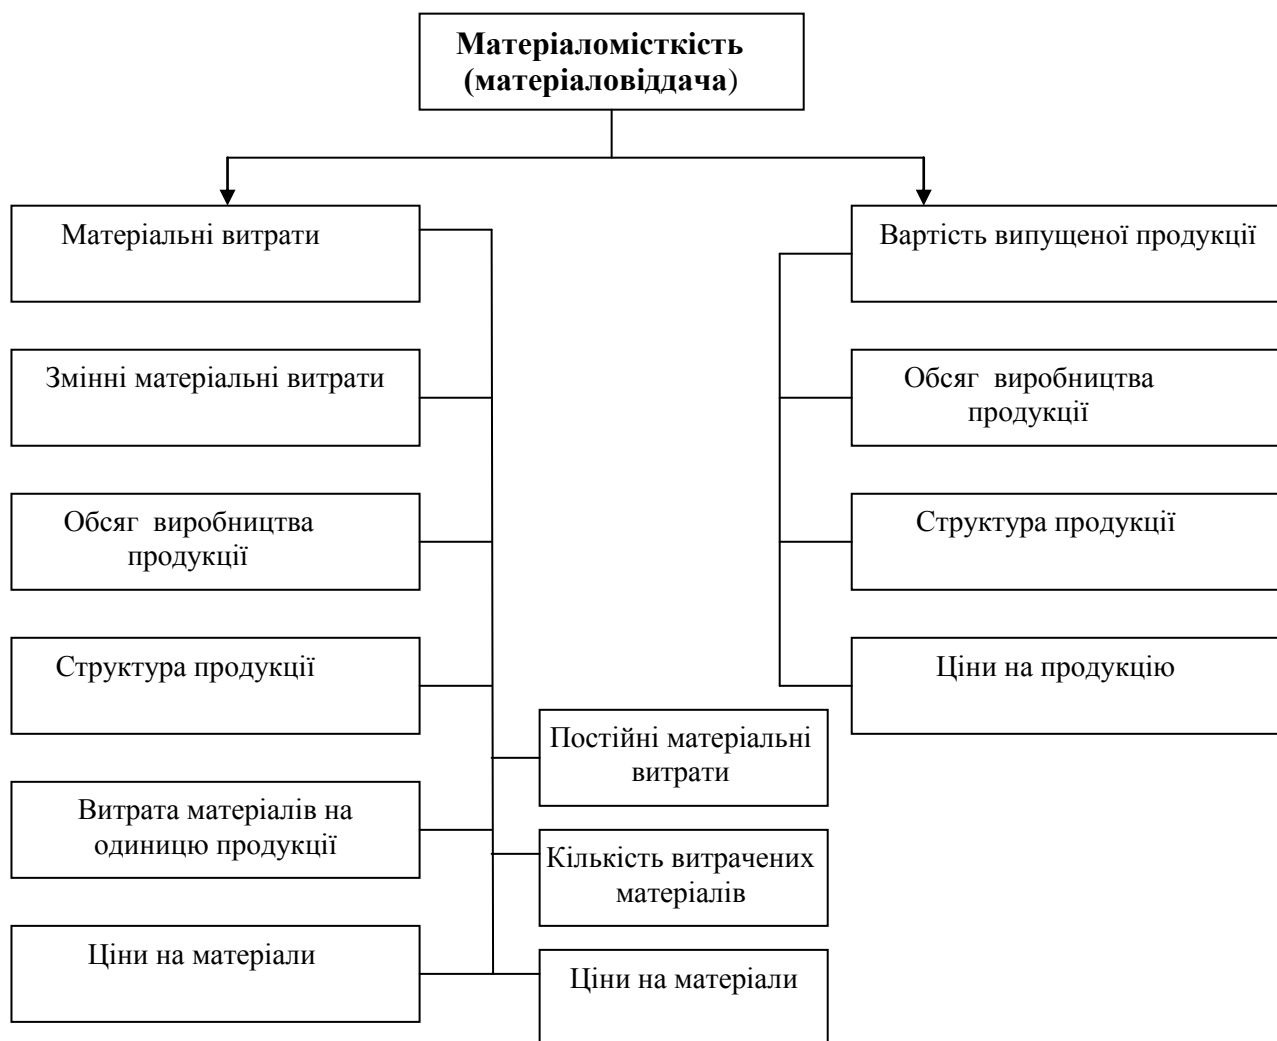 Матеріаломісткість
(матеріаловіддача)
Матеріальні витрати
Вартість випущеної продукції
Змінні матеріальні витрати
Обсяг виробництва
продукції
Обсяг виробництва
продукції
Структура продукції
Структура продукції
Ціни на продукцію
Постійні матеріальні
витрати
Витрата матеріалів на
одиницю продукції
Кількість витрачених
матеріалів
Ціни на матеріали
Ціни на матеріали